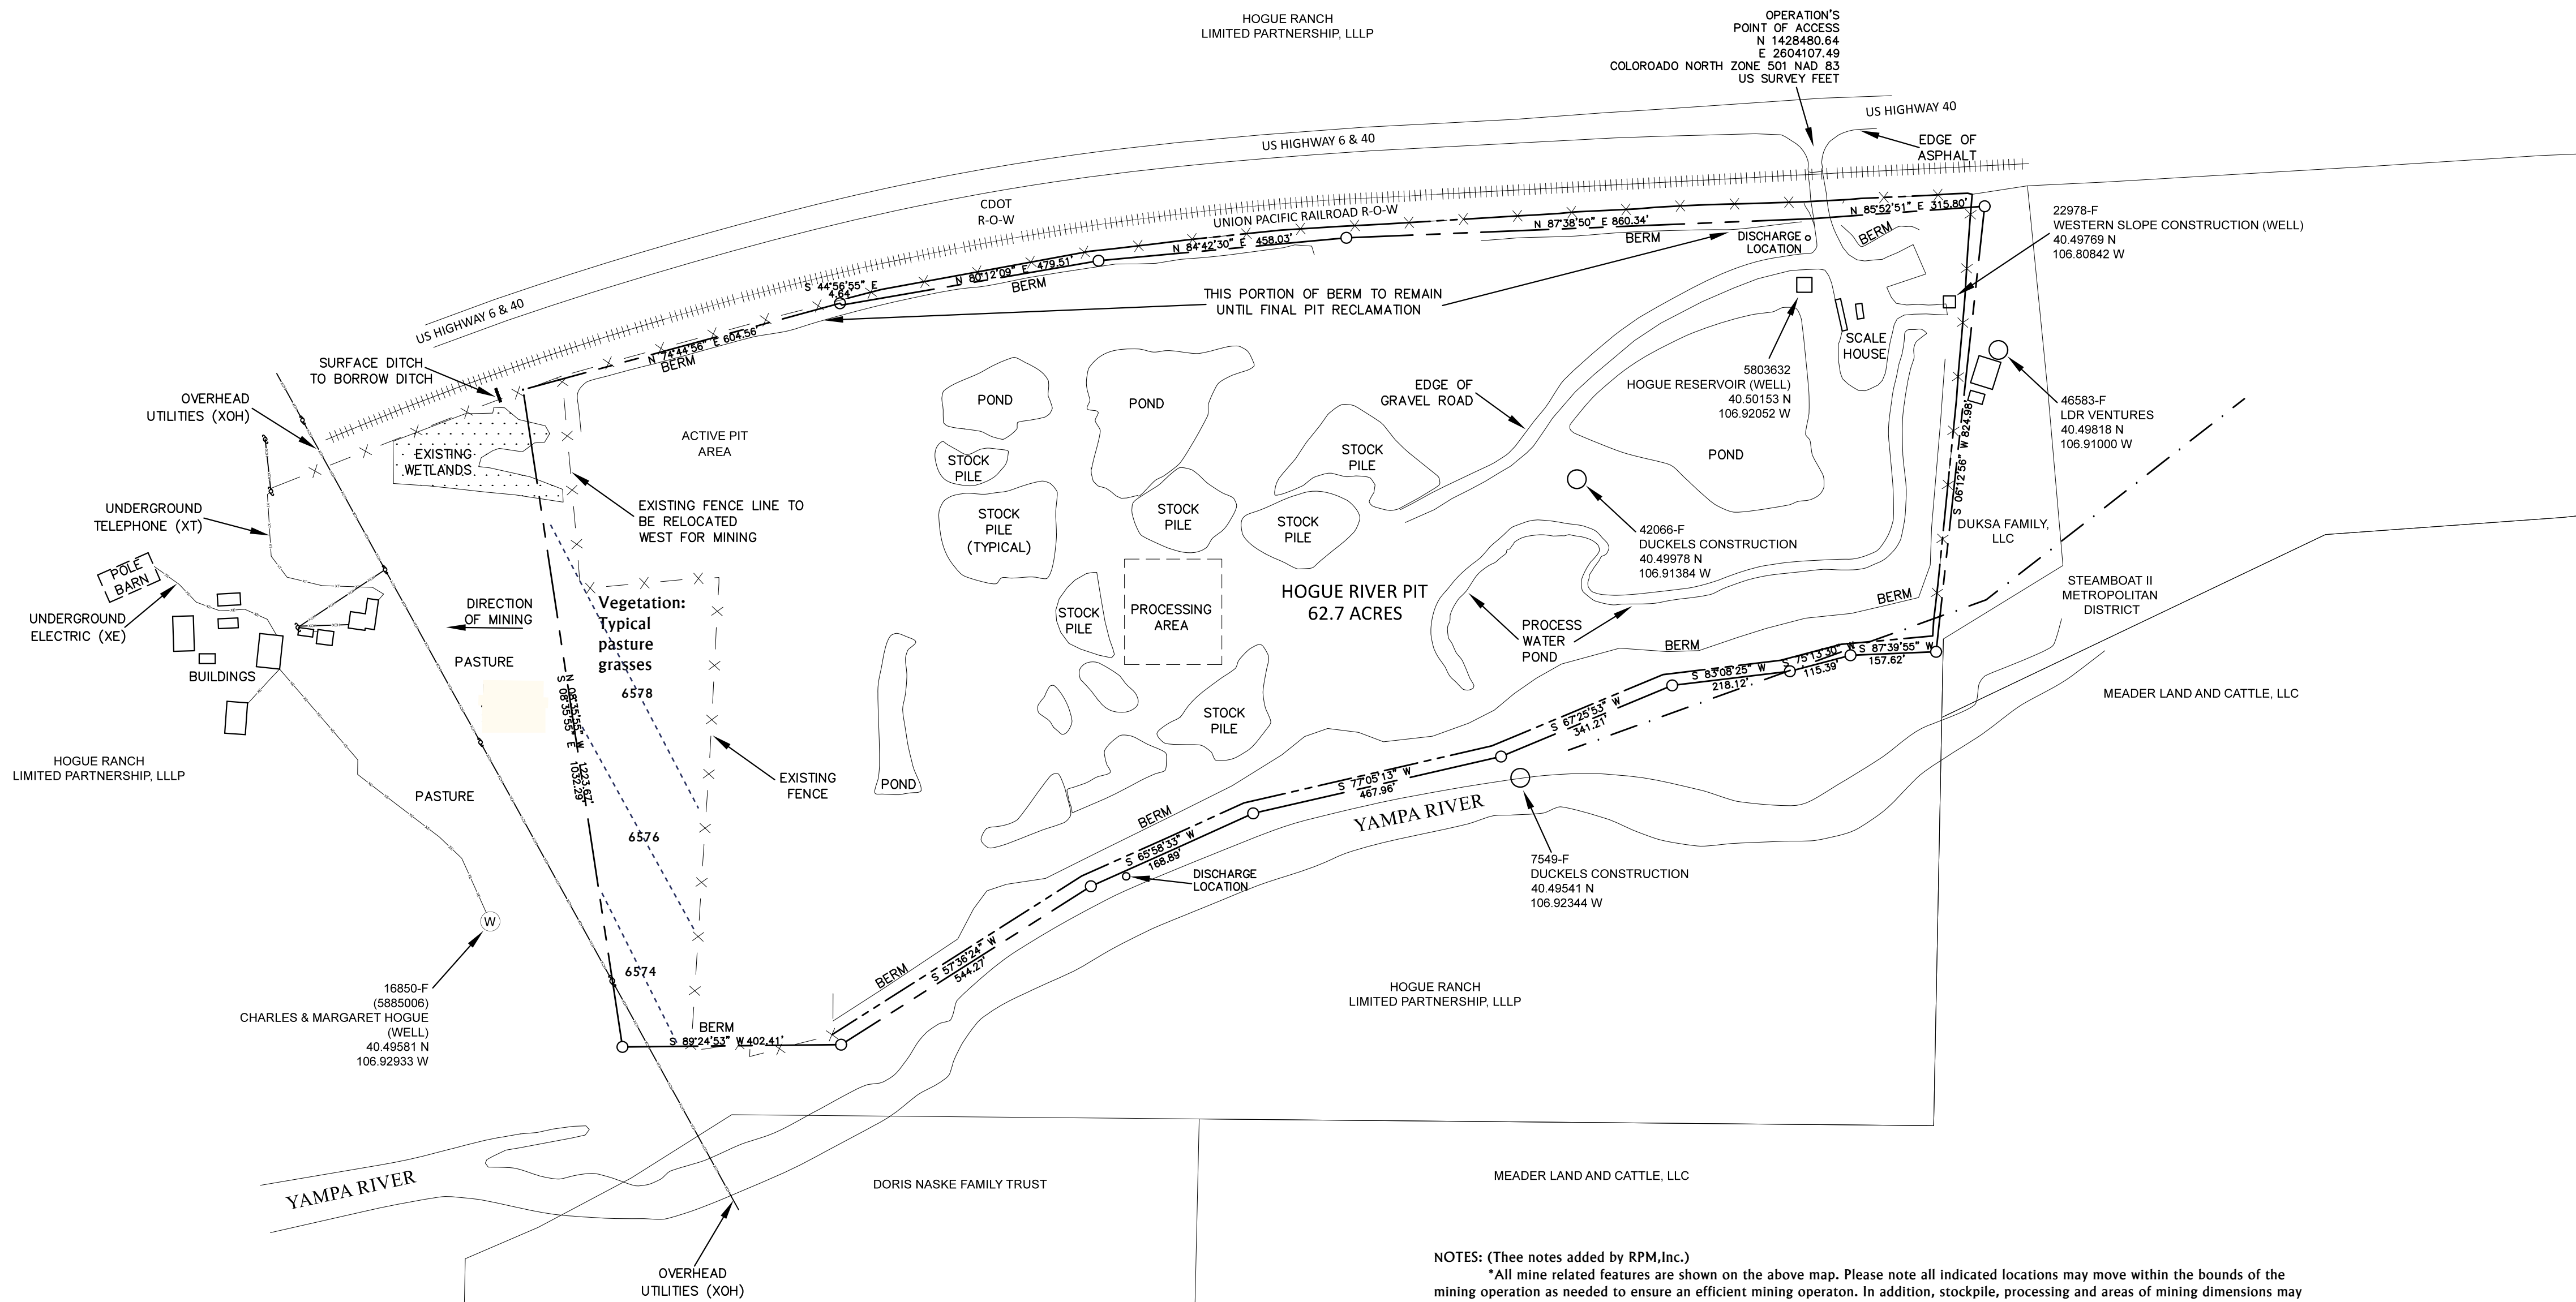 HOGUE RANCH
LIMITED PARTNERSHIP, LLLP
OPERATION'S
POINT OF ACCESS
N 1428480.64
E 2604107.49
COLOROADO NORTH ZONE 501 NAD 83
US SURVEY FEET
US HIGHWAY 40
US HIGHWAY 6 & 40
EDGE OF
ASPHALT
CDOT
R-O-W
UNION PACIFIC RAILROAD R-O-W
N 85°52'51" E 315.80'
N 87°38'50" E 860.34'
N 84°42'30" E 458.03'
N 80°12'09" E 479.51'
S 44°56'55" E
4.64'
N 74°44'56" E 604.56'
BERM
BERM
BERM
BERM
DISCHARGE
LOCATION
22978-F
WESTERN SLOPE CONSTRUCTION (WELL)
40.49769 N
106.80842 W
THIS PORTION OF BERM TO REMAIN
UNTIL FINAL PIT RECLAMATION
US HIGHWAY 6 & 40
SURFACE DITCH
TO BORROW DITCH
OVERHEAD
UTILITIES (XOH)
SCALE
HOUSE
5803632
HOGUE RESERVOIR (WELL)
40.50153 N
106.92052 W
EDGE OF
GRAVEL ROAD
46583-F
LDR VENTURES
40.49818 N
106.91000 W
POND
POND
ACTIVE PIT
AREA
EXISTING
WETLANDS
STOCK
PILE
STOCK
PILE
POND
S 06°12'56" W 824.98'
UNDERGROUND
TELEPHONE (XT)
EXISTING FENCE LINE TO
BE RELOCATED
WEST FOR MINING
STOCK
PILE
(TYPICAL)
STOCK
PILE
STOCK
PILE
42066-F
DUCKELS CONSTRUCTION
40.49978 N
106.91384 W
DUKSA FAMILY,
LLC
POLE
BARN
UNDERGROUND
ELECTRIC (XE)
DIRECTION
OF MINING
Vegetation:
Typical
pasture
grasses
STOCK
PILE
PROCESSING
AREA
HOGUE RIVER PIT
62.7 ACRES
PROCESS
WATER
POND
BERM
BERM
STEAMBOAT II
METROPOLITAN
DISTRICT
PASTURE
BUILDINGS
6578
S 87°39'55" W
157.62'
S 75°13'30" W
115.39'
S 83°08'25" W
218.12'
S 67°25'53" W
341.21'
MEADER LAND AND CATTLE, LLC
N 08°35'55" W 1223.67'
S 08°35'55" E 1032.29'
STOCK
PILE
HOGUE RANCH
LIMITED PARTNERSHIP, LLLP
PASTURE
EXISTING
FENCE
POND
S 77°05'13" W
467.96'
YAMPA RIVER
BERM
6576
S 65°58'33" W
168.89'
DISCHARGE
LOCATION
7549-F
DUCKELS CONSTRUCTION
40.49541 N
106.92344 W
W
S 57°36'24" W
544.27'
BERM
6574
16850-F
(5885006)
CHARLES & MARGARET HOGUE
(WELL)
40.49581 N
106.92933 W
BERM
S 89°24'53" W 402.41'
HOGUE RANCH
LIMITED PARTNERSHIP, LLLP
YAMPA RIVER
DORIS NASKE FAMILY TRUST
MEADER LAND AND CATTLE, LLC
OVERHEAD
UTILITIES (XOH)
NOTES: (Thee notes added by RPM,Inc.)
*All mine related features are shown on the above map. Please note all indicated locations may move within the bounds of the
mining operation as needed to ensure an efficient mining operaton. In addition, stockpile, processing and areas of mining dimensions may